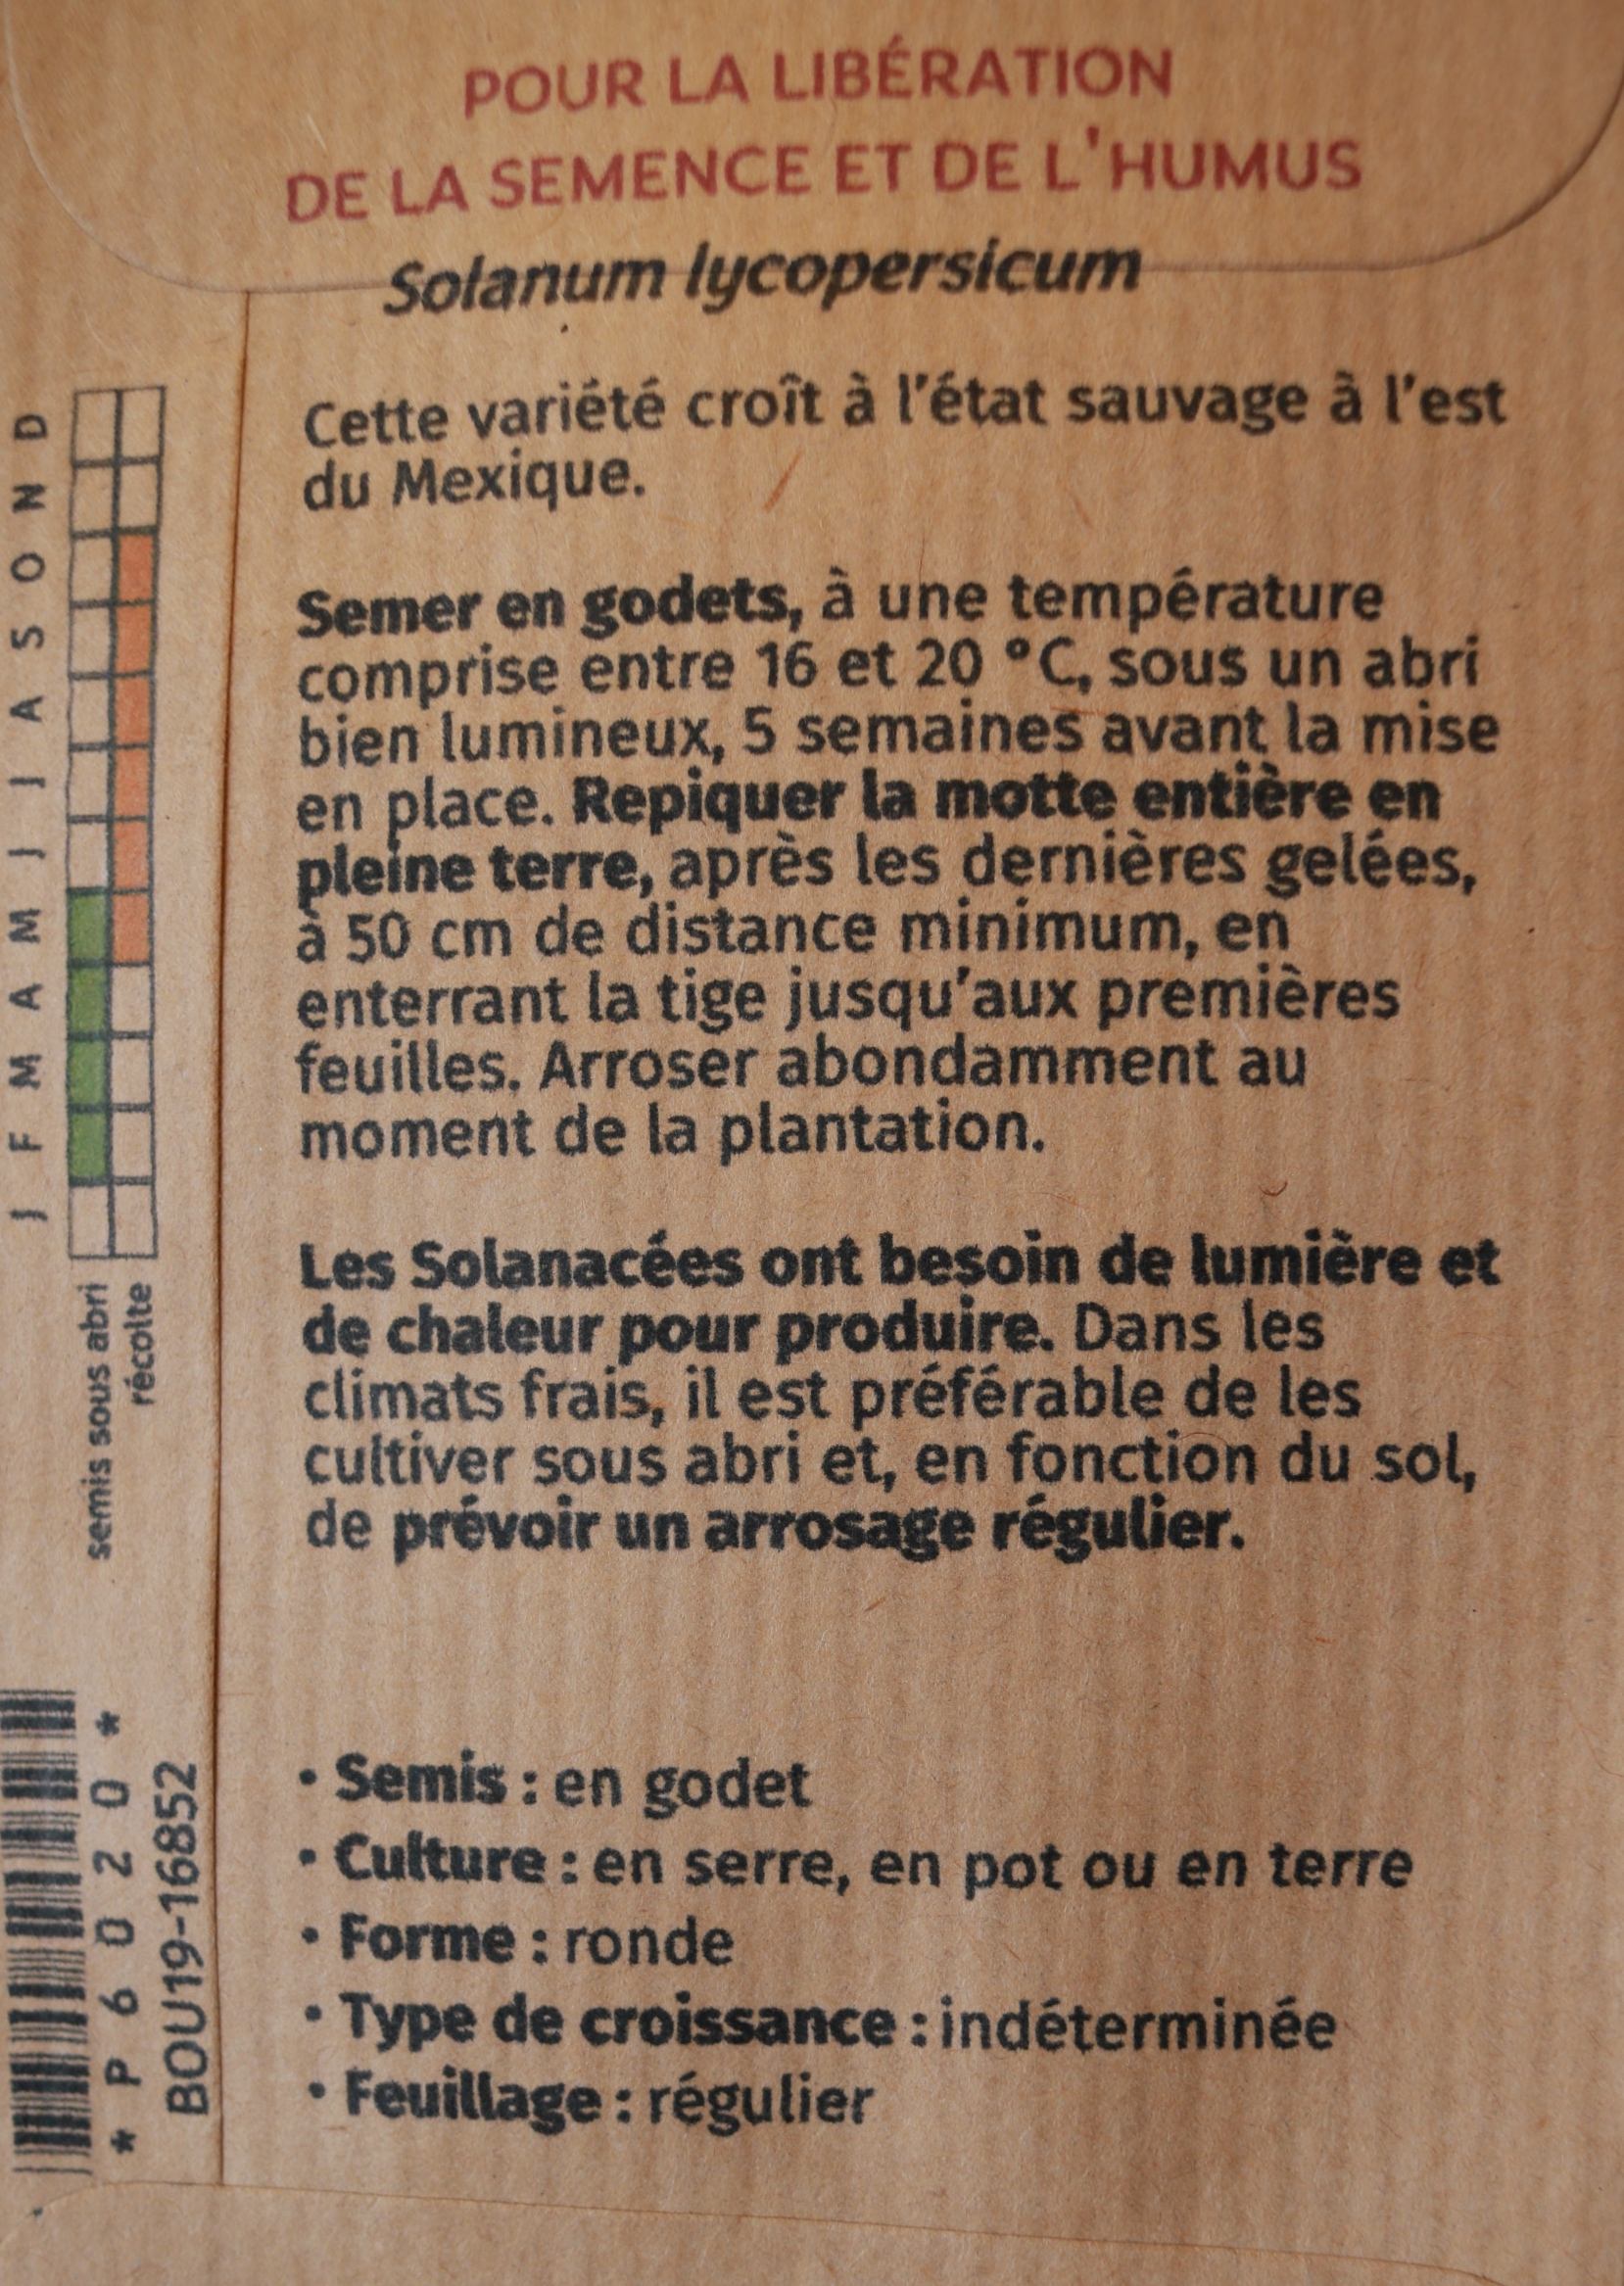 POUR LA LIBÉRATION
DE LA SEMENCE ET DE L'HUMUS
Solanum lycopersicum
Cette variété croît à l'état sauvage à l'est
du Mexique.
Semer en godets, à une température
comprise entre 16 et 20 °C, sous un abri
bien lumineux, 5 semaines avant la mise
en place. Repiquer la motte entière en
pleine terre, après les dernières gelées,
à 50 cm de distance minimum, en
enterrant la tige jusqu'aux premières
feuilles. Arroser abondamment au
moment de la plantation.
Les Solanacées ont besoin de lumière et
de chaleur pour produire. Dans les
climats frais, il est préférable de les
cultiver sous abri et, en fonction du sol,
de prévoir un arrosage régulier.
• Semis : en godet
• Culture : en serre, en pot ou en terre
• Forme : ronde
• Type de croissance : indéterminée
• Feuillage : régulier
J F M A M J J A S O N D
semis sous abri
récolte
* P 6 0 2 0 *
BOU19-16852